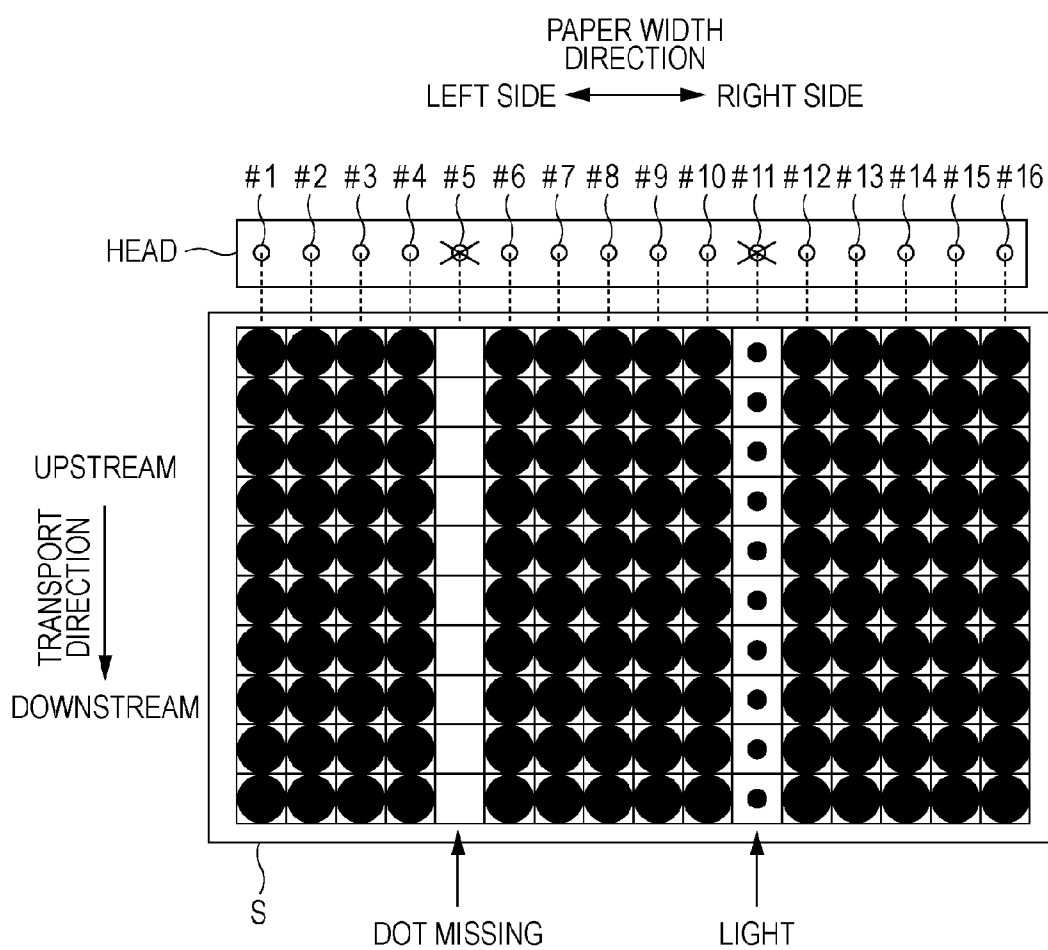 PAPER WIDTH
DIRECTION
LEFT SIDE RIGHT SIDE
#1 #2 #3 #4 #5 #6 #7 #8 #9 #10 #11 #12 #13 #14 #15 #16
HEAD
UPSTREAM
TRANSPORT
DIRECTION
DOWNSTREAM
S
DOT MISSING LIGHT